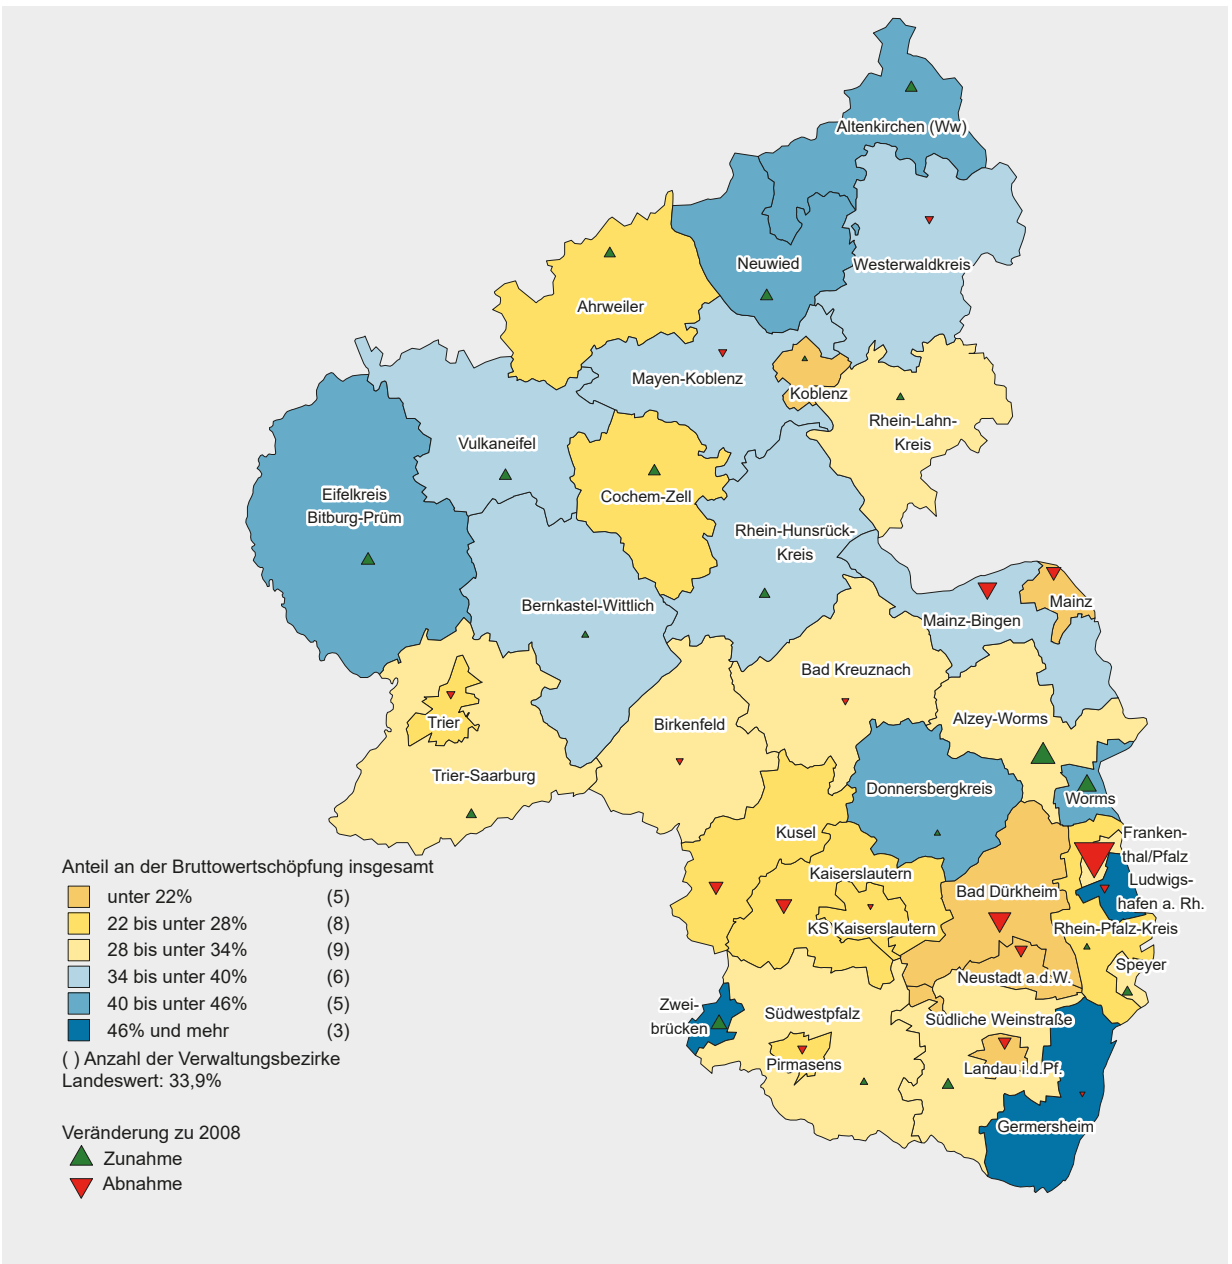 Altenkirchen (Ww)
Neuwied
Westerwaldkreis
Ahrweiler
Mayen-Koblenz
Koblenz
Rhein-Lahn-
Kreis
Vulkaneifel
Eifelkreis
Bitburg-Prüm
Cochem-Zell
Rhein-Hunsrück-
Kreis
Bernkastel-Wittlich
Mainz
Mainz-Bingen
Bad Kreuznach
Trier
Birkenfeld
Alzey-Worms
Trier-Saarburg
Donnersbergkreis
Worms
Kusel
Franken-
thal/Pfalz
Kaiserslautern
Ludwigs-
hafen a. Rh.
Bad Dürkheim
KS Kaiserslautern
Rhein-Pfalz-Kreis
Speyer
Neustadt a.d.W.
Zwei-
brücken
Südwestpfalz
Südliche Weinstraße
Pirmasens
Landau i.d.Pf.
Germersheim
Anteil an der Bruttowertschöpfung insgesamt
unter 22% (5)
22 bis unter 28% (8)
28 bis unter 34% (9)
34 bis unter 40% (6)
40 bis unter 46% (5)
46% und mehr (3)
( ) Anzahl der Verwaltungsbezirke
Landeswert: 33,9%
Veränderung zu 2008
Zunahme
Abnahme